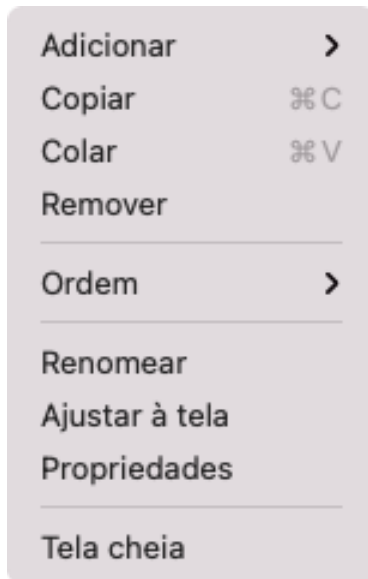 Adicionar
Copiar ⌘C
Colar ⌘V
Remover
Ordem
Renomear
Ajustar à tela
Propriedades
Tela cheia